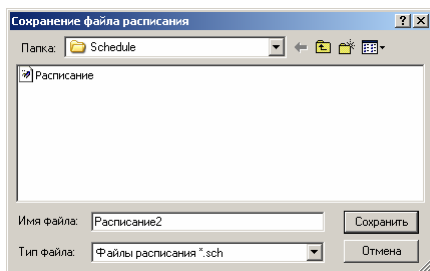 Сохранение файла расписания
Папка: Schedule
Расписание
Имя файла: Расписание2 Сохранить
Тип файла: Файлы расписания *.sch Отмена